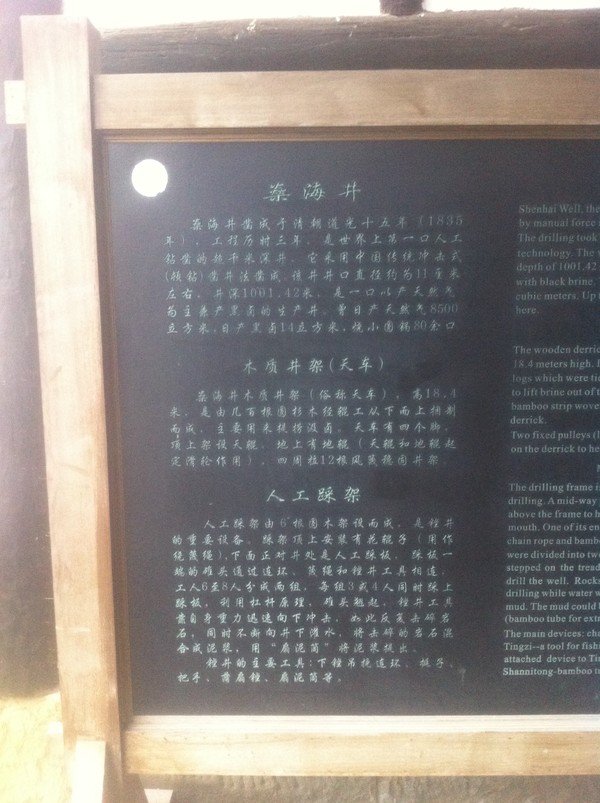 燊海井
燊海井凿成于清朝道光十五年(1835
年),工程历时三年,是世界上第一口人工
钻凿的超千米深井。它采用中国传统冲击式
(顿钻)凿井法凿成,该井井口直径约为11厘米
左右,井深1001.42米,是一口以产天然气
为主兼产黑卤的生产井。曾日产天然气8500
立方米,日产黑卤14立方米,烧小圆锅80余口
木质井架(天车)
燊海井木质井架(俗称天车),高18.4
米,是由几百根圆杉木经辊工从下而上捆割
而成,主要用来提捞汲卤。天车有四个脚,
顶上架设天辊。地上有地辊(天辊和地辊起
定滑轮作用),四周拉12根风篾稳固井架。
人工踩架
人工踩架由6根圆木架设而成,是锉井
的重要设备。踩架顶上安装有花辊子(用作
绕篾绳),下面正对井处是人工踩板,踩板一
端的碓头通过连环、篾绳和锉井工具相连,
工人6至8人分成两组,每组3或4人同时踩上
踩板,利用杠杆原理,碓头翘起,锉井工具
靠自身重力迅速向下冲击,如此反复击碎岩
石,同时不断向井下灌水,将击碎的岩石混
合成泥浆,用“扇泥筒”将泥浆提出。
锉井的主要工具:下锉吊挠连环、梃子、
把手、蒲扇锉、扇泥筒等。
Shenhai Well, the
by manual force i
The drilling took
technology. The w
depth of 1001.42
with black brine.
cubic meters. Up t
here.
The wooden derric
18.4 meters high. I
logs which were tie
to lift brine out of t
bamboo strip wove
derrick.
Two fixed pulleys (l
on the derrick to he
The drilling frame i
drilling. A mid-way
above the frame to h
mouth. One of its en
chain rope and bambo
were divided into two
stepped on the tread
drill the well. Rocks
drilling while water w
mud. The mud could b
(bamboo tube for extr
The main devices: cha
Tingzi--a tool for fishi
attached device to Tin
Shannitong-bamboo t